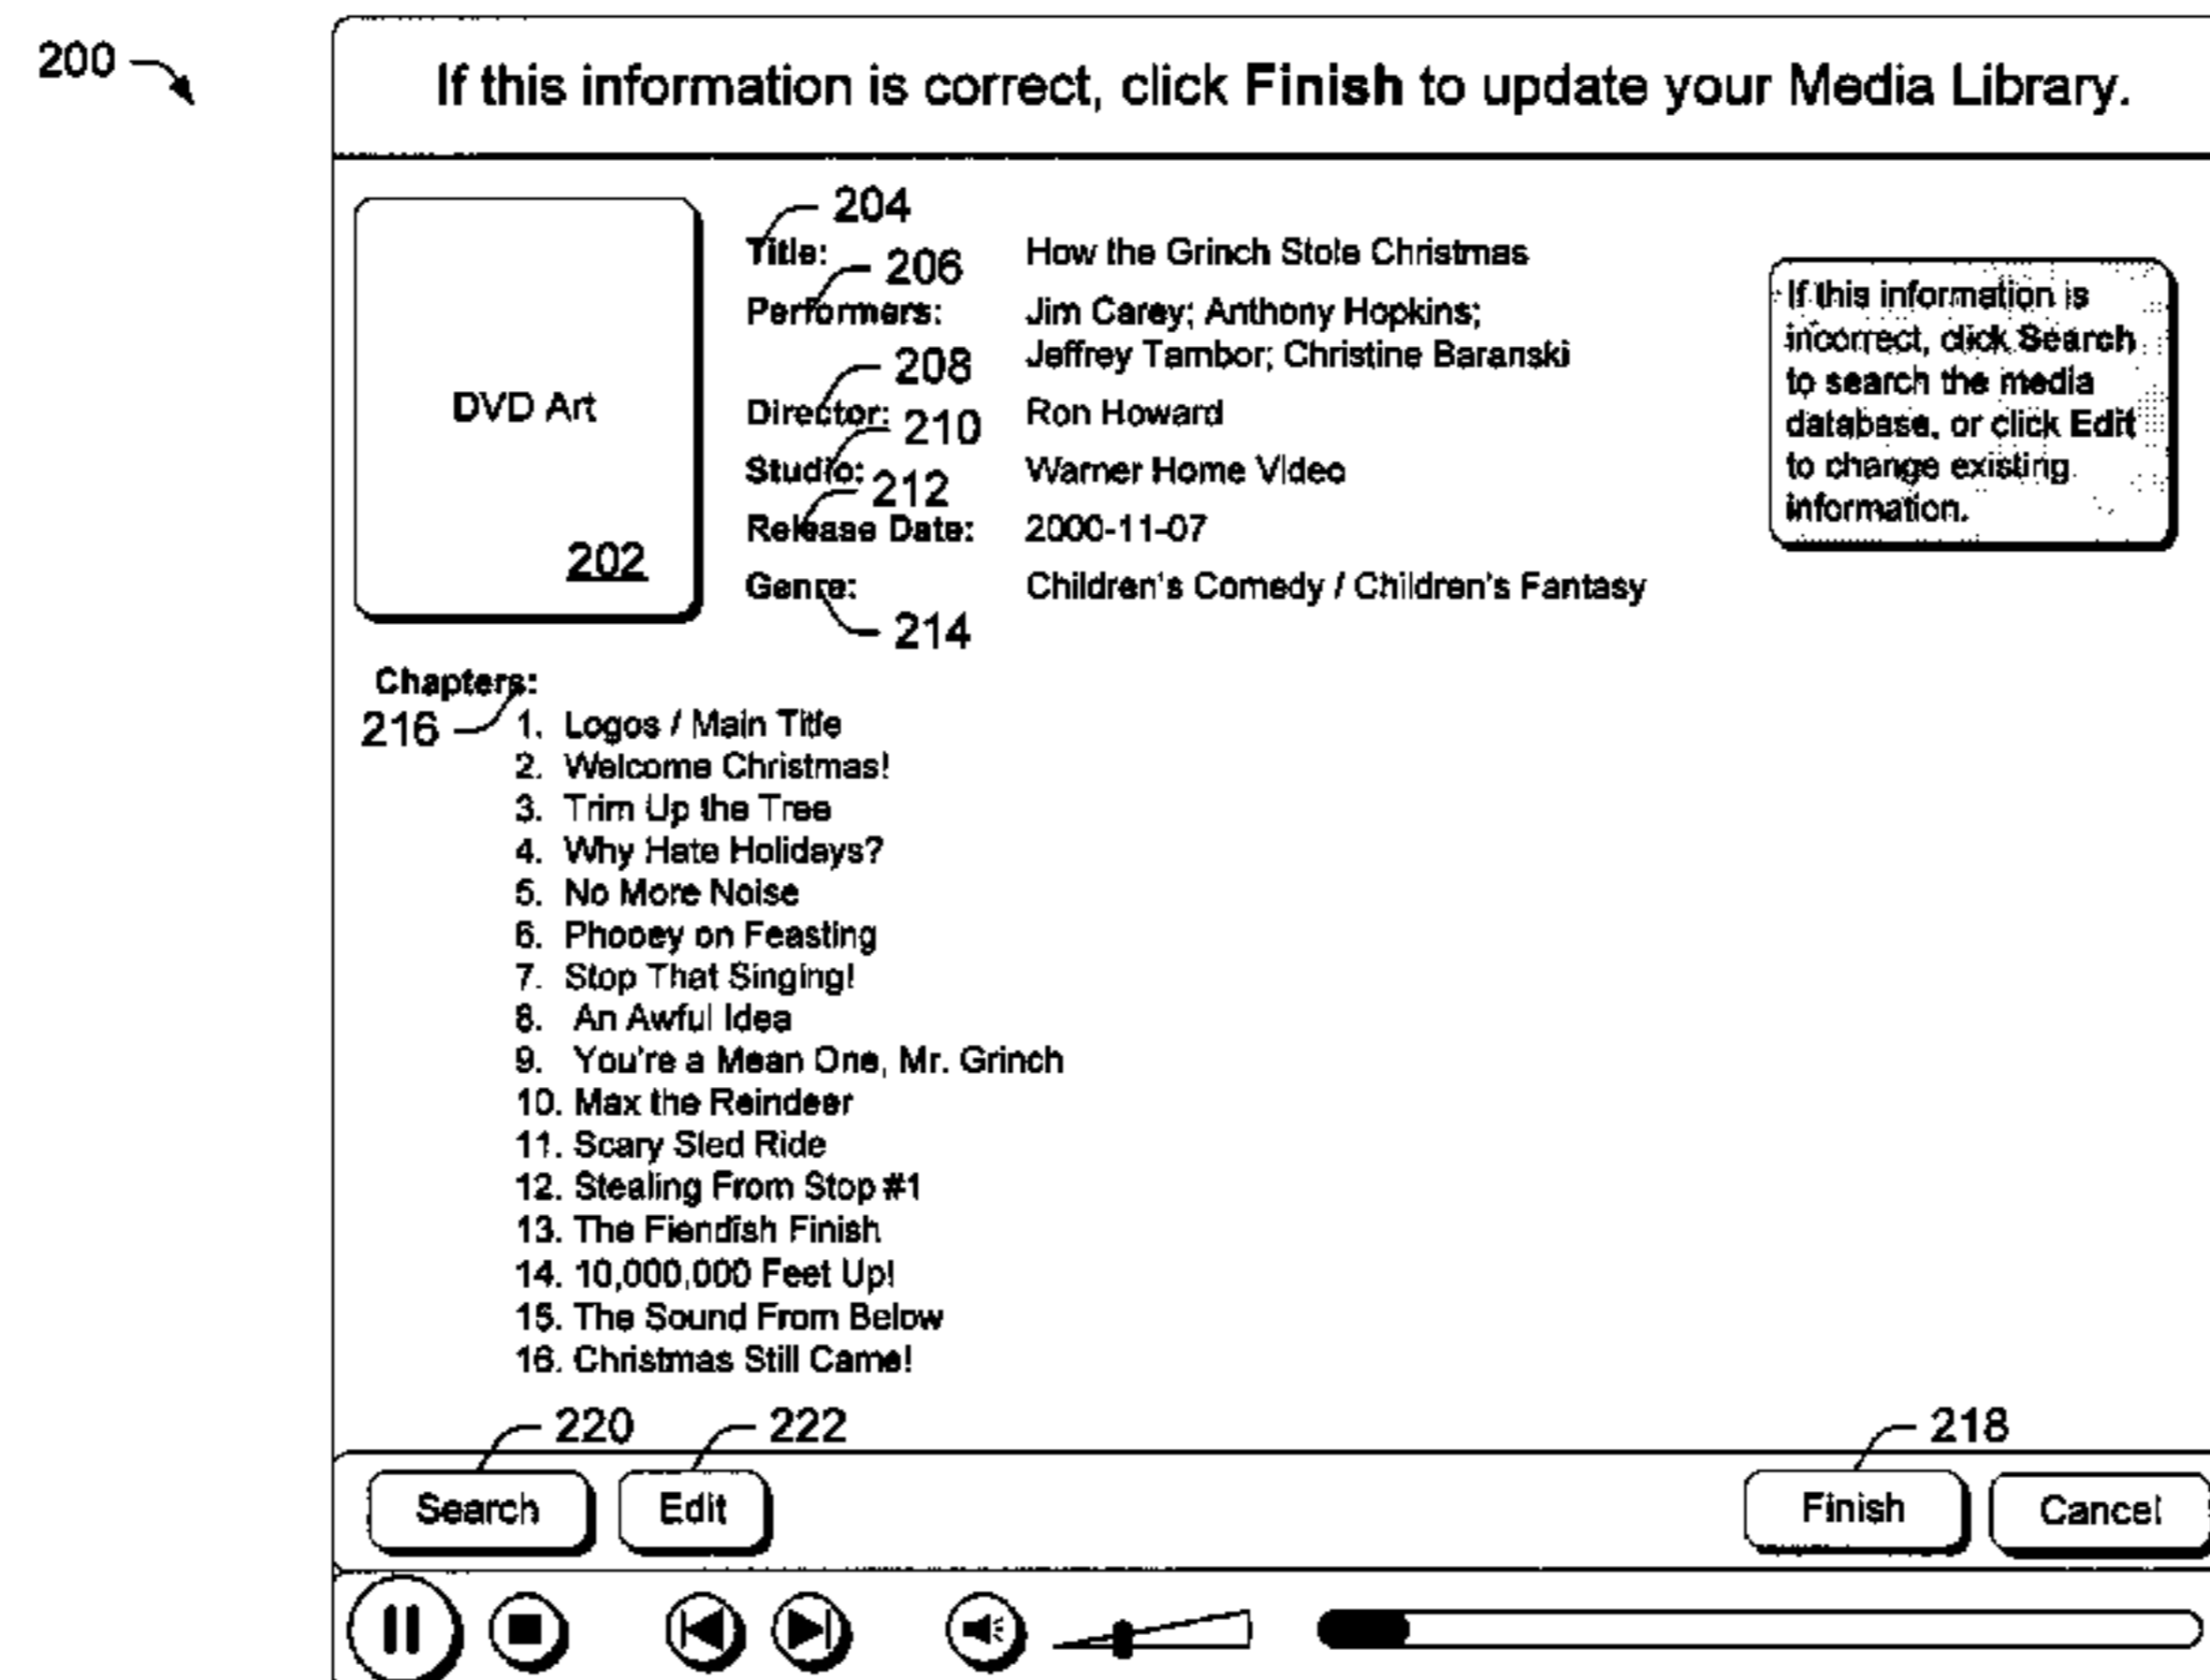 200
If this information is correct, click Finish to update your Media Library.
DVD Art
202
204
Title: How the Grinch Stole Christmas
206
Performers: Jim Carey; Anthony Hopkins;
Jeffrey Tambor; Christine Baranski
208
Director: Ron Howard
210
Studio: Warner Home Video
212
Release Date: 2000-11-07
Genre: Children's Comedy / Children's Fantasy
214
If this information is
incorrect, click Search
to search the media
database, or click Edit
to change existing
information.
Chapters:
216
1. Logos / Main Title
2. Welcome Christmas!
3. Trim Up the Tree
4. Why Hate Holidays?
5. No More Noise
6. Phooey on Feasting
7. Stop That Singing!
8. An Awful Idea
9. You're a Mean One, Mr. Grinch
10. Max the Reindeer
11. Scary Sled Ride
12. Stealing From Stop #1
13. The Fiendish Finish
14. 10,000,000 Feet Up!
15. The Sound From Below
16. Christmas Still Came!
220 222 218
Search Edit Finish Cancel